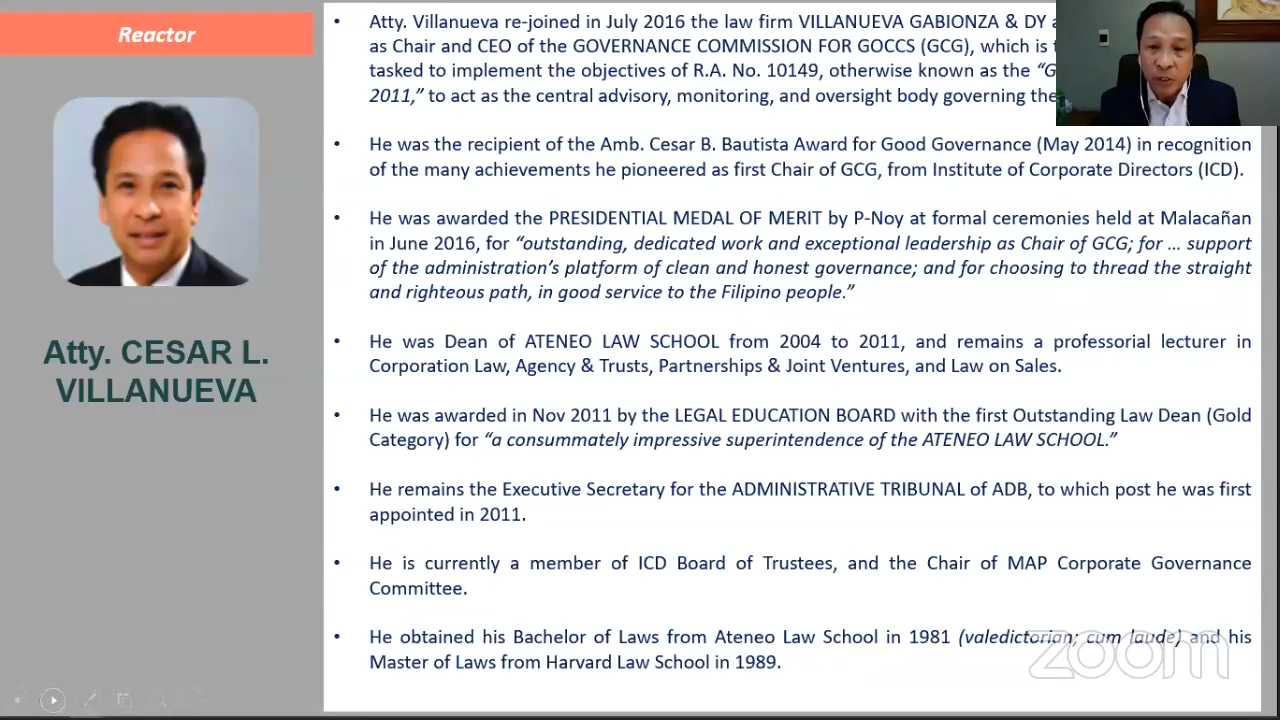 Reactor
Atty. CESAR L.
VILLANUEVA
• Atty. Villanueva re-joined in July 2016 the law firm VILLANUEVA GABIONZA & DY
as Chair and CEO of the GOVERNANCE COMMISSION FOR GOCCS (GCG), which is
tasked to implement the objectives of R.A. No. 10149, otherwise known as the
2011,” to act as the central advisory, monitoring, and oversight body governing the
• He was the recipient of the Amb. Cesar B. Bautista Award for Good Governance (May 2014) in recognition
of the many achievements he pioneered as first Chair of GCG, from Institute of Corporate Directors (ICD).
• He was awarded the PRESIDENTIAL MEDAL OF MERIT by P-Noy at formal ceremonies held at Malacañan
in June 2016, for “outstanding, dedicated work and exceptional leadership as Chair of GCG; for … support
of the administration’s platform of clean and honest governance; and for choosing to thread the straight
and righteous path, in good service to the Filipino people.”
• He was Dean of ATENEO LAW SCHOOL from 2004 to 2011, and remains a professorial lecturer in
Corporation Law, Agency & Trusts, Partnerships & Joint Ventures, and Law on Sales.
• He was awarded in Nov 2011 by the LEGAL EDUCATION BOARD with the first Outstanding Law Dean (Gold
Category) for “a consummately impressive superintendence of the ATENEO LAW SCHOOL.”
• He remains the Executive Secretary for the ADMINISTRATIVE TRIBUNAL of ADB, to which post he was first
appointed in 2011.
• He is currently a member of ICD Board of Trustees, and the Chair of MAP Corporate Governance
Committee.
• He obtained his Bachelor of Laws from Ateneo Law School in 1981 (valedictorian; cum laude) and his
Master of Laws from Harvard Law School in 1989.
zoom